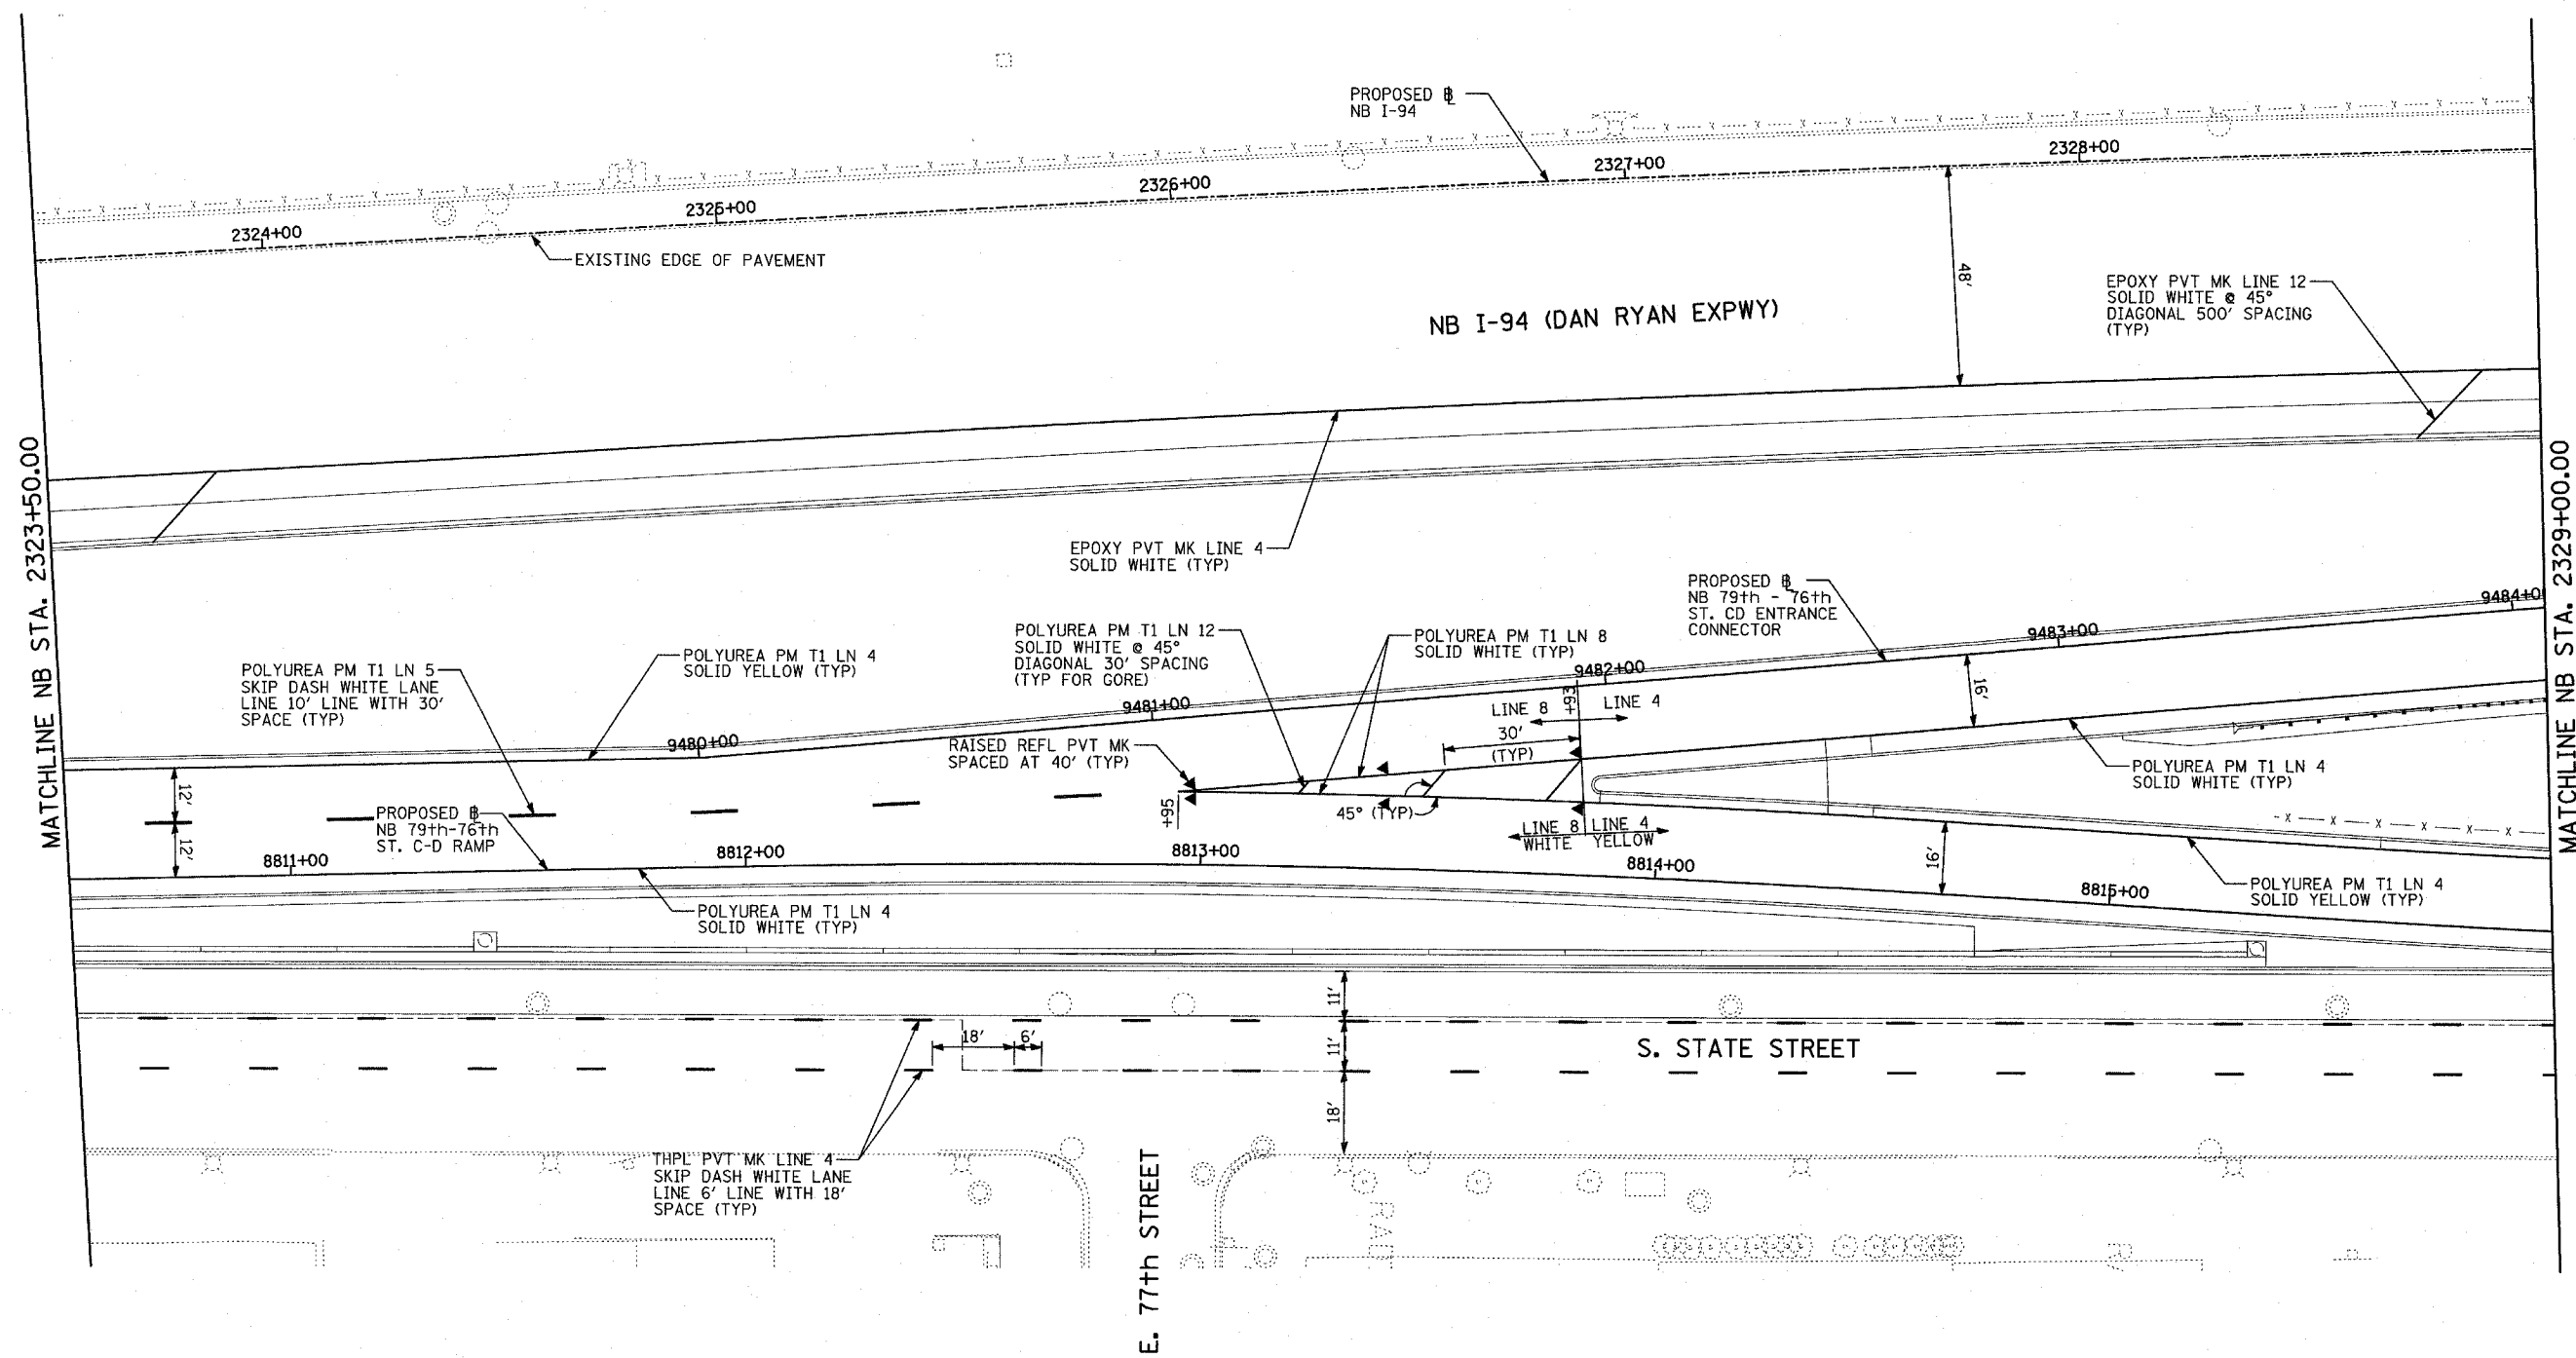 PROPOSED ⅊
NB I-94
2324+00
2325+00
2326+00
2327+00
2328+00
EXISTING EDGE OF PAVEMENT
48'
EPOXY PVT MK LINE 12
SOLID WHITE @ 45°
DIAGONAL 500' SPACING
(TYP)
NB I-94 (DAN RYAN EXPWY)
MATCHLINE NB STA. 2323+50.00
MATCHLINE NB STA. 2329+00.00
EPOXY PVT MK LINE 4
SOLID WHITE (TYP)
PROPOSED ⅊
NB 79th - 76th
ST. CD ENTRANCE
CONNECTOR
POLYUREA PM T1 LN 5
SKIP DASH WHITE LANE
LINE 10' LINE WITH 30'
SPACE (TYP)
POLYUREA PM T1 LN 4
SOLID YELLOW (TYP)
POLYUREA PM T1 LN 12
SOLID WHITE @ 45°
DIAGONAL 30' SPACING
(TYP FOR GORE)
POLYUREA PM T1 LN 8
SOLID WHITE (TYP)
9480+00
9481+00
9482+00
9483+00
9484+0
+63
LINE 8
LINE 4
30'
(TYP)
16'
RAISED REFL PVT MK
SPACED AT 40' (TYP)
POLYUREA PM T1 LN 4
SOLID WHITE (TYP)
12'
12'
PROPOSED ⅊
NB 79th-76th
ST. C-D RAMP
+95
45° (TYP)
LINE 8
WHITE
LINE 4
YELLOW
8811+00
8812+00
8813+00
8814+00
8815+00
16'
POLYUREA PM T1 LN 4
SOLID YELLOW (TYP)
POLYUREA PM T1 LN 4
SOLID WHITE (TYP)
11'
11'
18'
18'
6'
S. STATE STREET
THPL PVT MK LINE 4
SKIP DASH WHITE LANE
LINE 6' LINE WITH 18'
SPACE (TYP)
E. 77th STREET